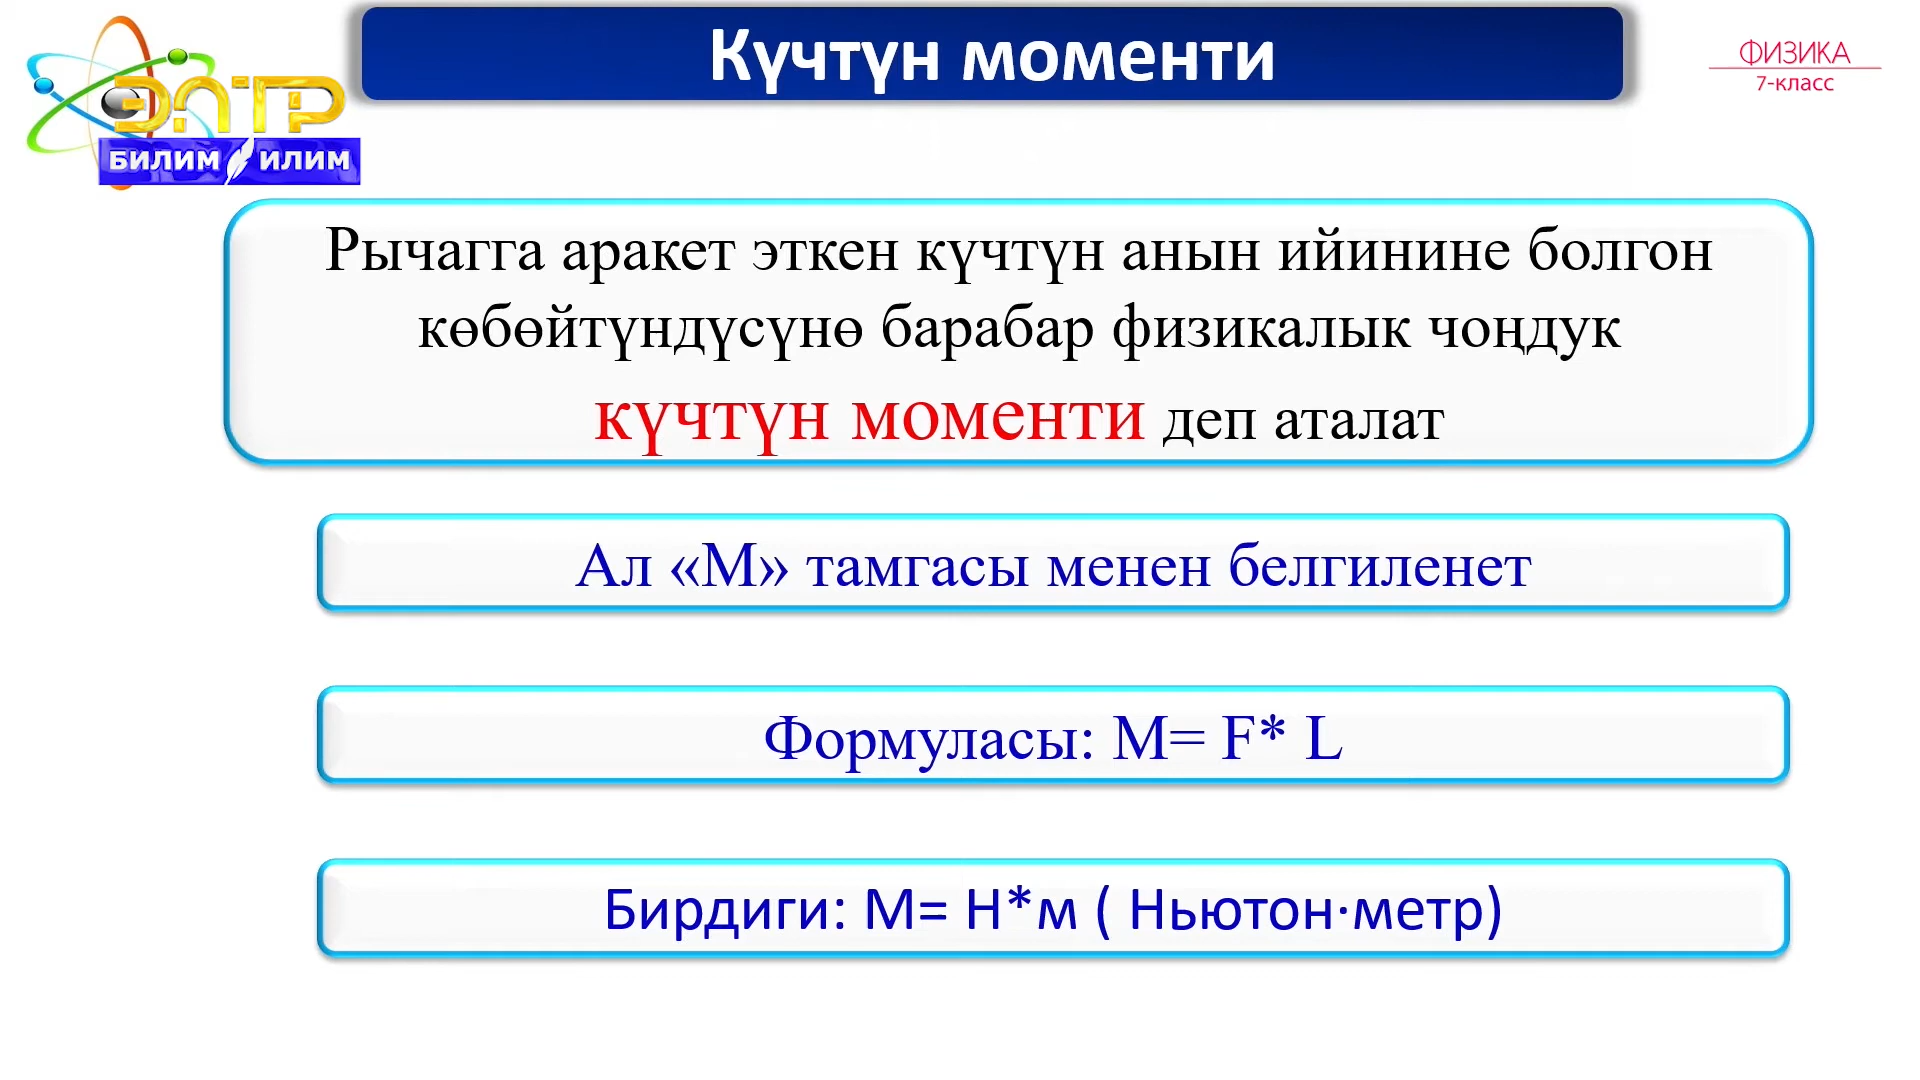 Күчтүн моменти
ФИЗИКА
7-класс
ЭЛТР
БИЛИМ ИЛИМ
Рычагга аракет эткен күчтүн анын ийинине болгон
көбөйтүндүсүнө барабар физикалык чоңдук
күчтүн моменти деп аталат
Ал «М» тамгасы менен белгиленет
Формуласы: М= F* L
Бирдиги: М= Н*м ( Ньютон·метр)